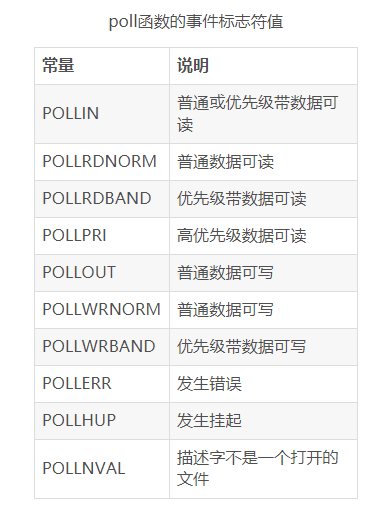 poll函数的事件标志符值
常量 说明
POLLIN 普通或优先级带数据可
读
POLLRDNORM 普通数据可读
POLLRDBAND 优先级带数据可读
POLLPRI 高优先级数据可读
POLLOUT 普通数据可写
POLLWRNORM 普通数据可写
POLLWRBAND 优先级带数据可写
POLLERR 发生错误
POLLHUP 发生挂起
POLLNVAL 描述字不是一个打开的
文件